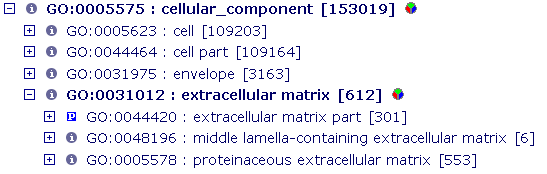 GO:0005575 : cellular_component [153019]
GO:0005623 : cell [109203]
GO:0044464 : cell part [109164]
GO:0031975 : envelope [3163]
GO:0031012 : extracellular matrix [612]
P GO:0044420 : extracellular matrix part [301]
GO:0048196 : middle lamella-containing extracellular matrix [6]
GO:0005578 : proteinaceous extracellular matrix [553]